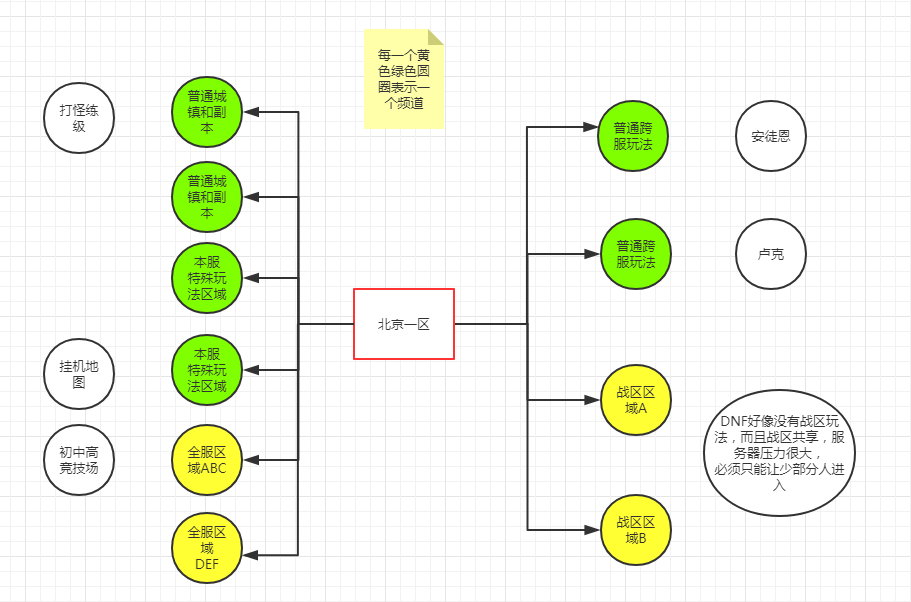 每一个黄
色绿色圆
圈表示一
个频道
打怪练
级
普通城
镇和副
本
普通城
镇和副
本
本服
特殊玩
法区域
挂机地
图
本服
特殊玩
法区域
初中高
竞技场
全服区
域ABC
全服区
域
DEF
北京一区
普通跨
服玩法
安徒恩
普通跨
服玩法
卢克
战区区
域A
DNF好像没有战区玩
法，而且战区共享，服
务器压力很大，
必须只能让少部分人进
入
战区区
域B